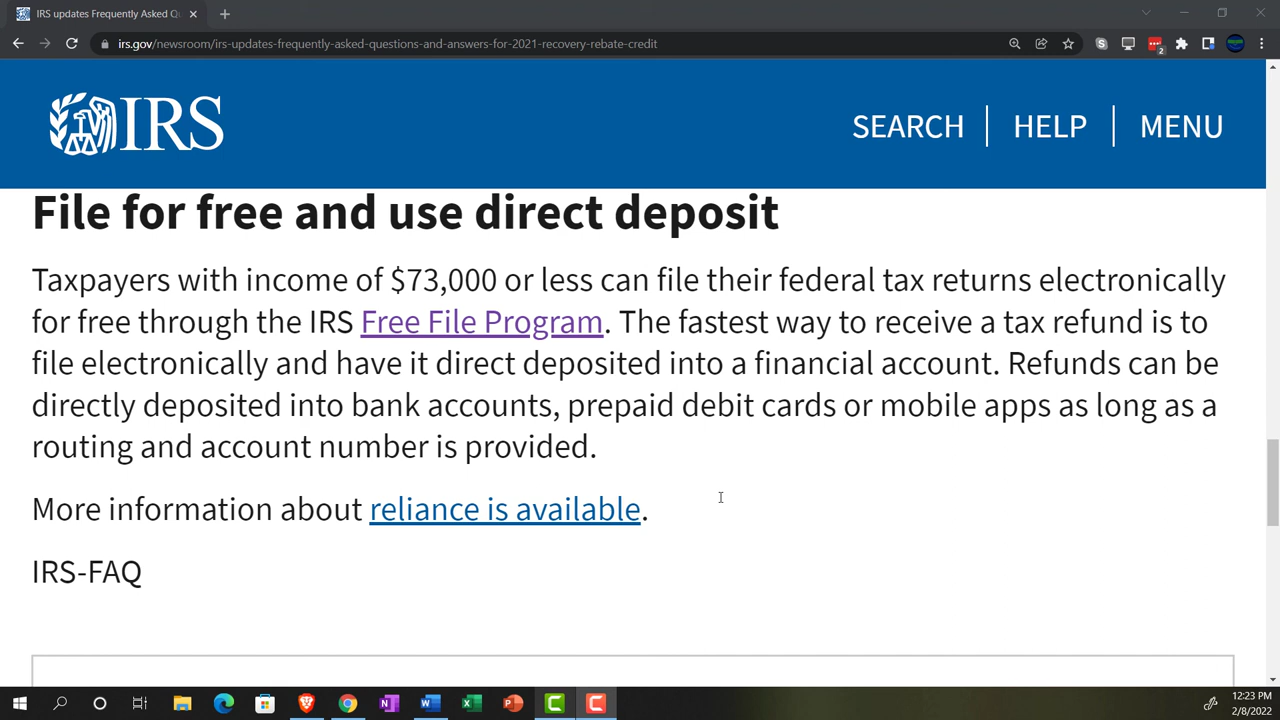 IRS updates Frequently Asked Qu
irs.gov/newsroom/irs-updates-frequently-asked-questions-and-answers-for-2021-recovery-rebate-credit
IRS
SEARCH
HELP
MENU
File for free and use direct deposit
Taxpayers with income of $73,000 or less can file their federal tax returns electronically
for free through the IRS Free File Program. The fastest way to receive a tax refund is to
file electronically and have it direct deposited into a financial account. Refunds can be
directly deposited into bank accounts, prepaid debit cards or mobile apps as long as a
routing and account number is provided.
More information about reliance is available.
IRS-FAQ
12:23 PM
2/8/2022